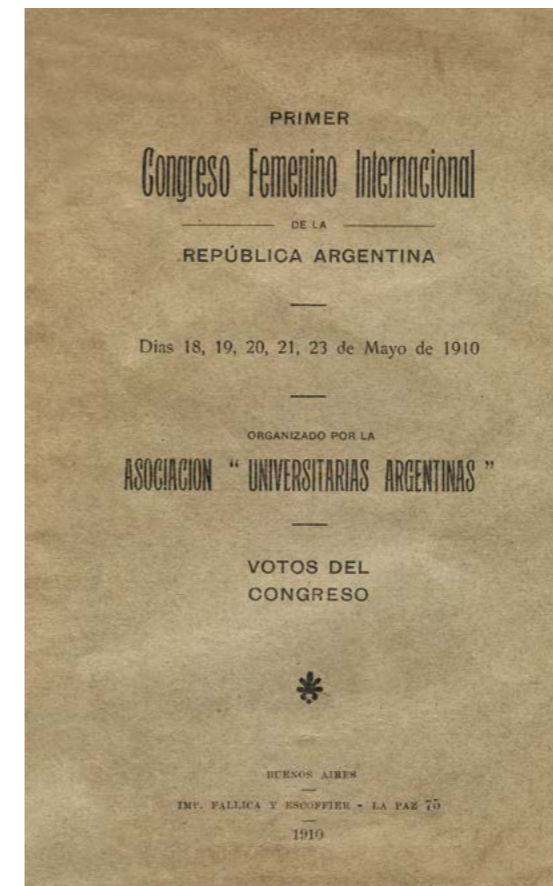 PRIMER
Congreso Femenino Internacional
DE LA
REPÚBLICA ARGENTINA
Dias 18, 19, 20, 21, 23 de Mayo de 1910
ORGANIZADO POR LA
ASOCIACION “ UNIVERSITARIAS ARGENTINAS ”
VOTOS DEL
CONGRESO
BUENOS AIRES
IMP. FALLICA Y ESCOFFIER - LA PAZ 75
1910